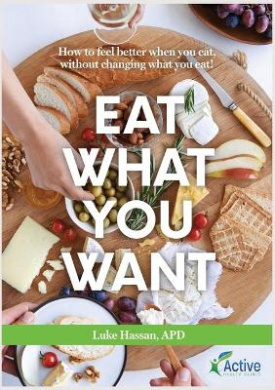 How to feel better when you eat,
without changing what you eat!
EAT
WHAT
YOU
WANT
Luke Hassan, APD
Active